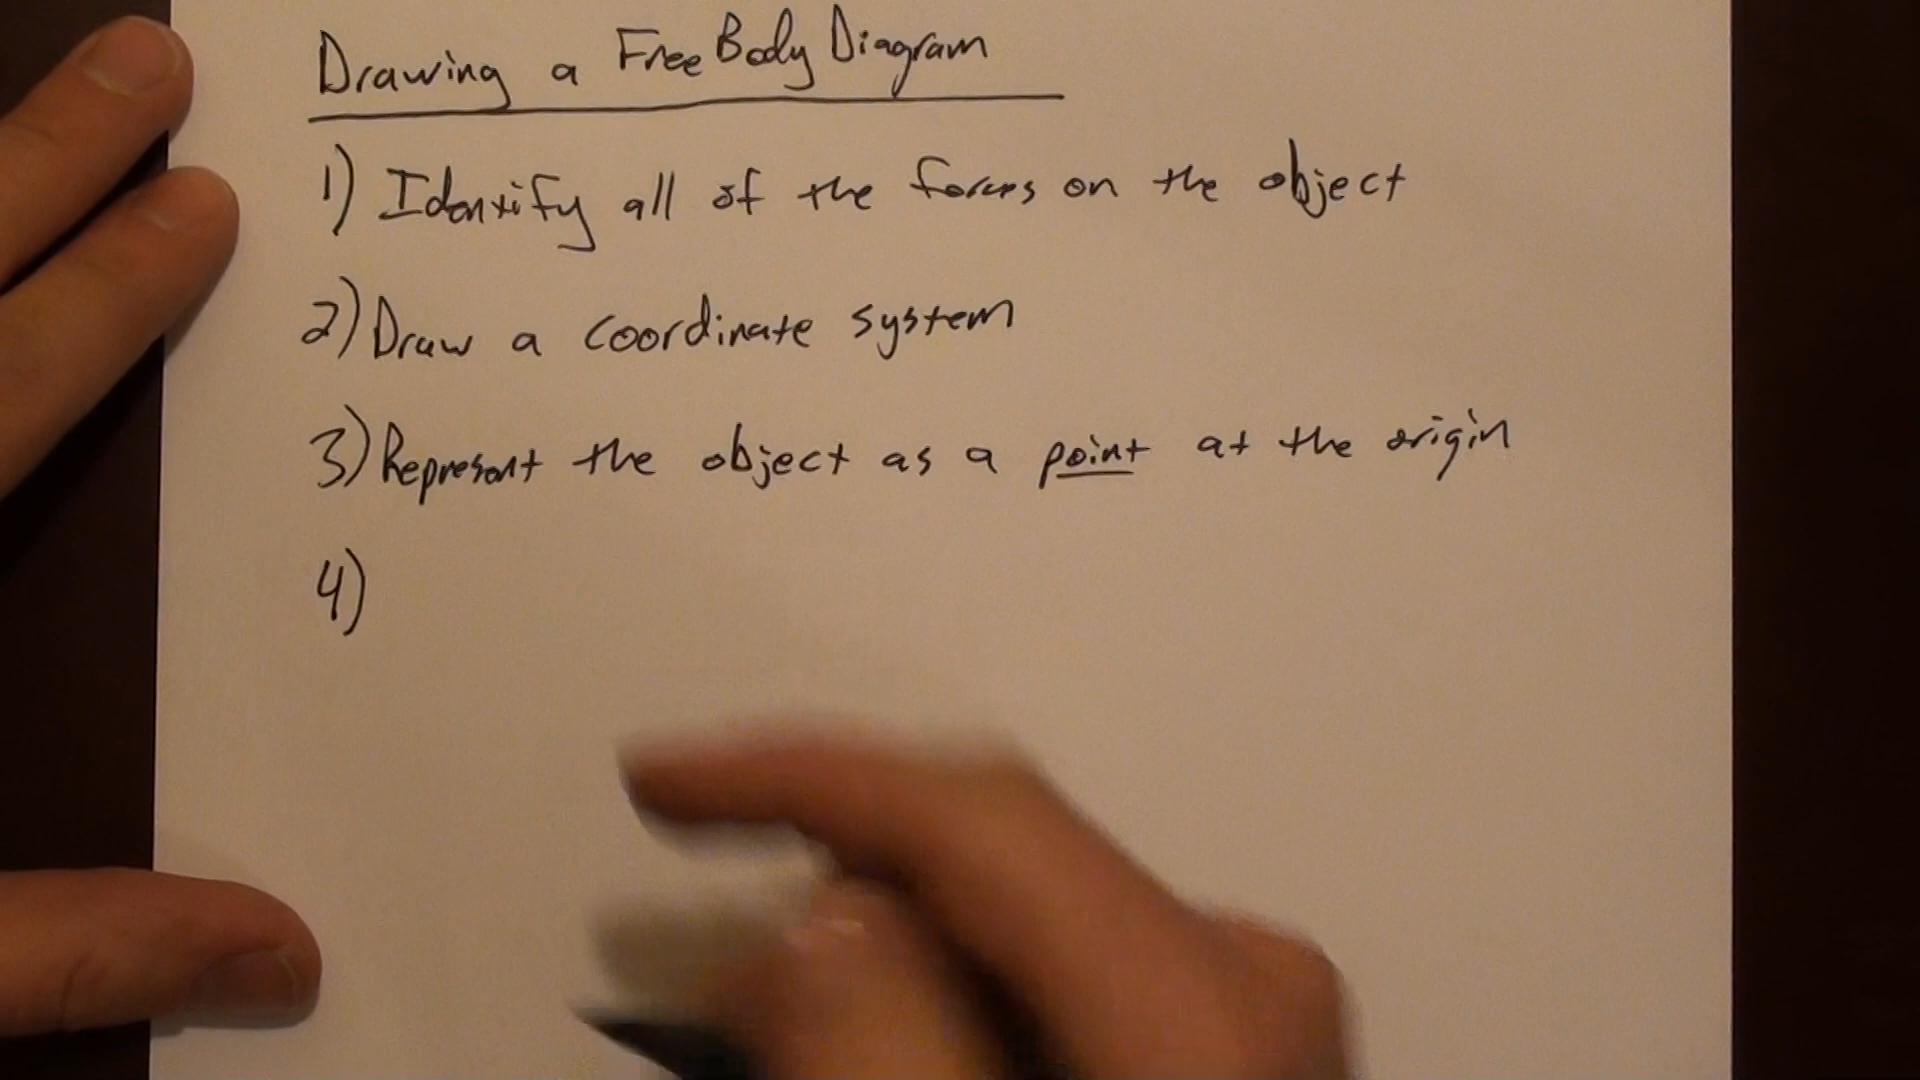 Drawing a Free Body Diagram
1) Identify all of the forces on the object
2) Draw a coordinate system
3) Represent the object as a point at the origin
4)